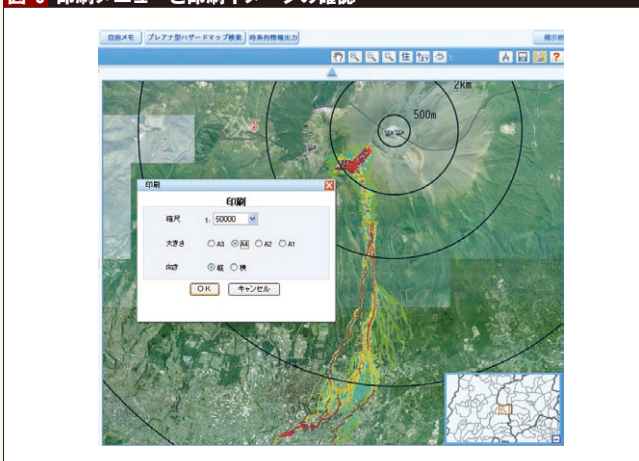 図 6 印刷メニューと印刷イメージの確認
自由メモ プレアナ型ハザードマップ検索 時系列情報出力
住
?
2km
500m
印刷
印刷
縮尺 1: 50000
大きさ A3 A4 A2 A1
向き 縦 横
OK キャンセル